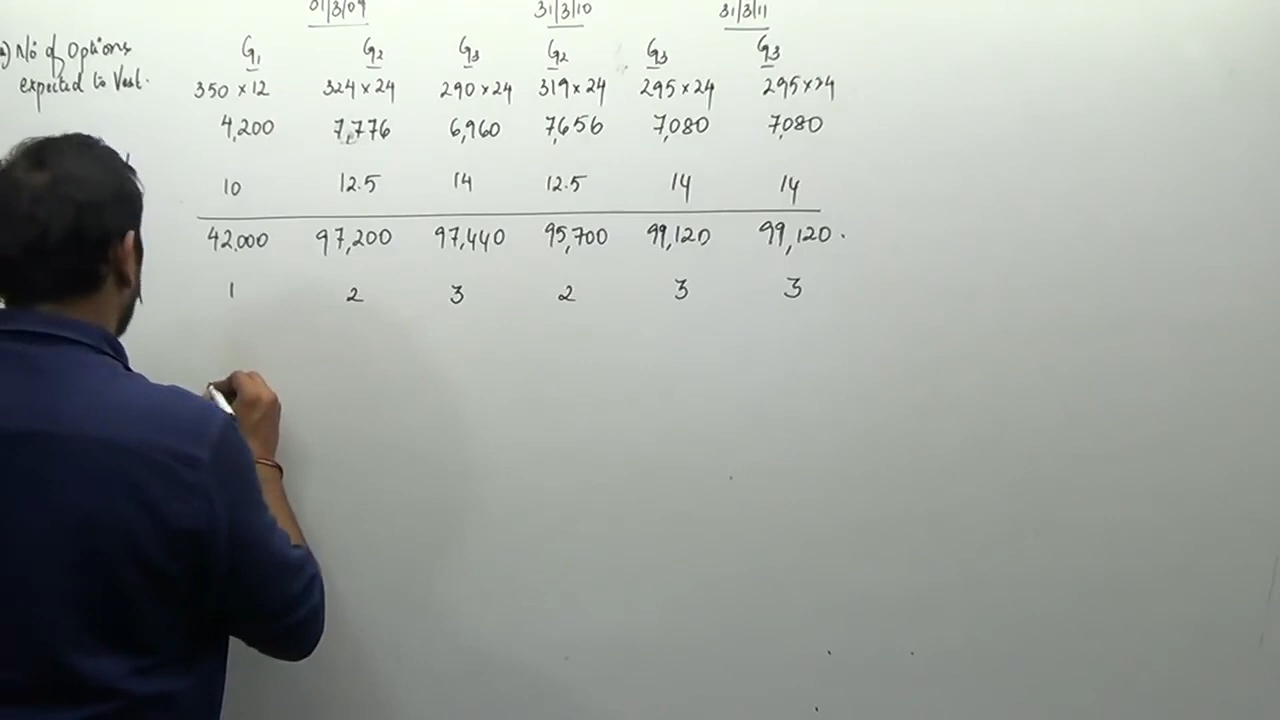 31/3/10 31/3/11
No of Options G1 G2 G3 G2 G3 G3
expected to Vest. 350 × 12 324 × 24 290 × 24 319 × 24 295 × 24 295 × 24
4,200 7,776 6,960 7,656 7,080 7,080
10 12.5 14 12.5 14 14
42,000 97,200 97,440 95,700 99,120 99,120.
1 2 3 2 3 3